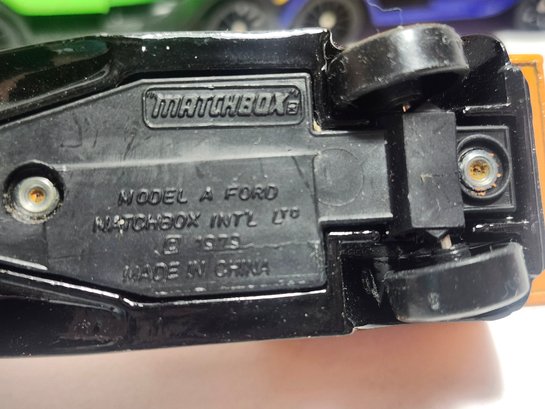 MATCHBOX®
MODEL A FORD
MATCHBOX INT'L LTD
© 1979
MADE IN CHINA